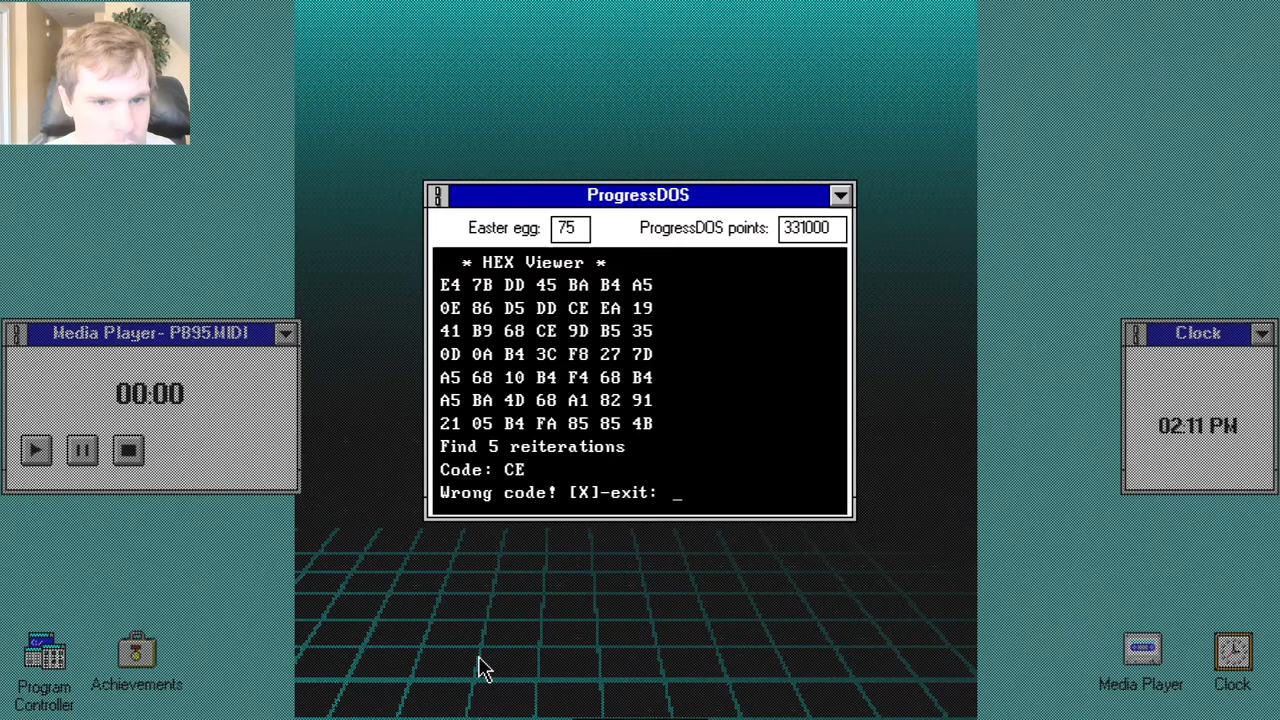 ProgressDOS
Easter egg: 75 ProgressDOS points: 331000
* HEX Viewer *
E4 7B DD 45 BA B4 A5
0E 86 D5 DD CE EA 19
41 B9 68 CE 9D B5 35
0D 0A B4 3C F8 27 7D
A5 68 10 B4 F4 68 B4
A5 BA 4D 68 A1 82 91
21 05 B4 FA 85 85 4B
Find 5 reiterations
Code: CE
Wrong code! [X]-exit: _
Media Player- PB95.MIDI
00:00
Clock
02:11 PM
Program
Controller
Achievements
Media Player
Clock